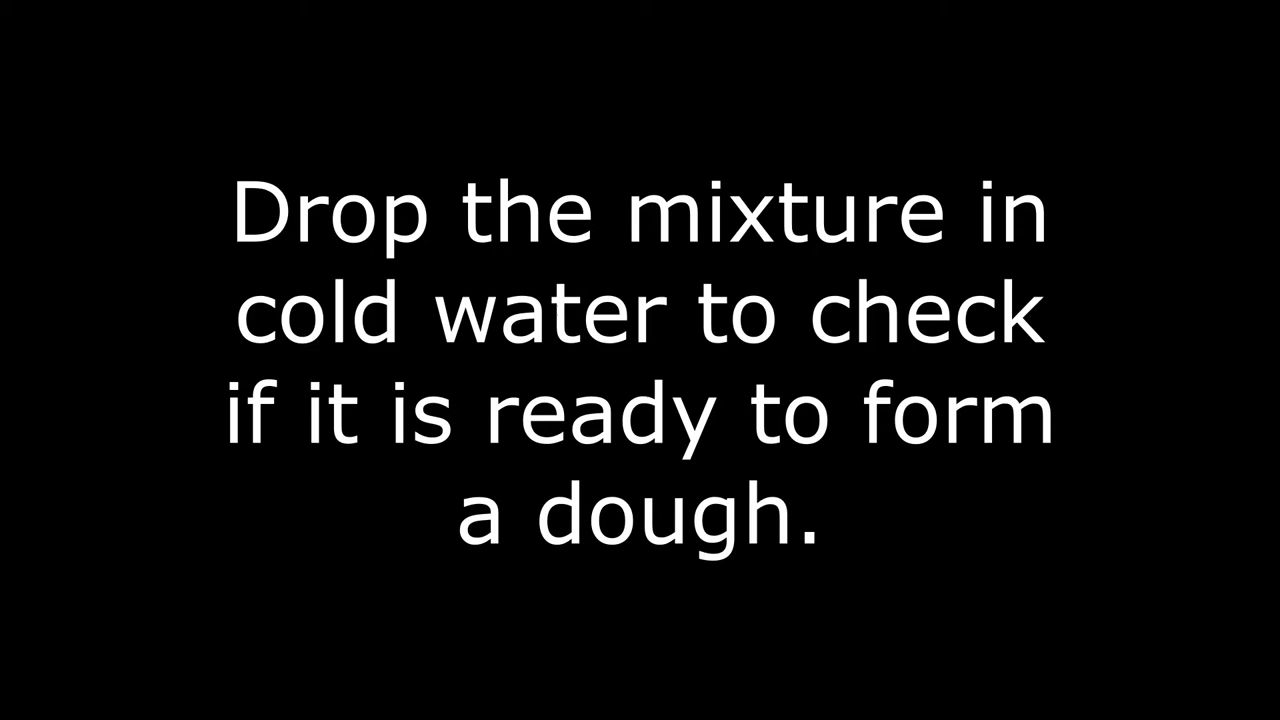 Drop the mixture in
cold water to check
if it is ready to form
a dough.